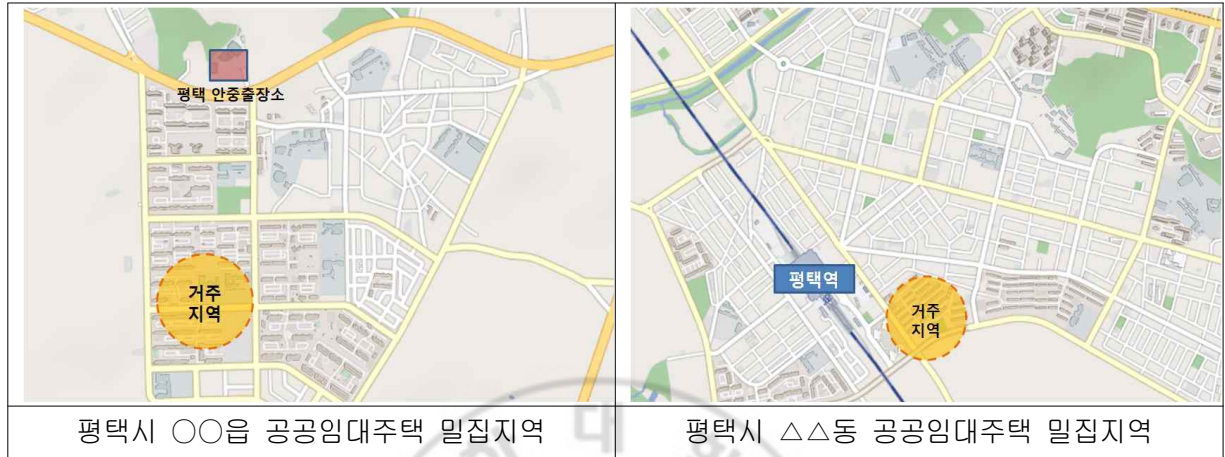 평택 안중출장소
거주
지역
평택역
거주
지역
평택시 ○○읍 공공임대주택 밀집지역
평택시 △△동 공공임대주택 밀집지역
대